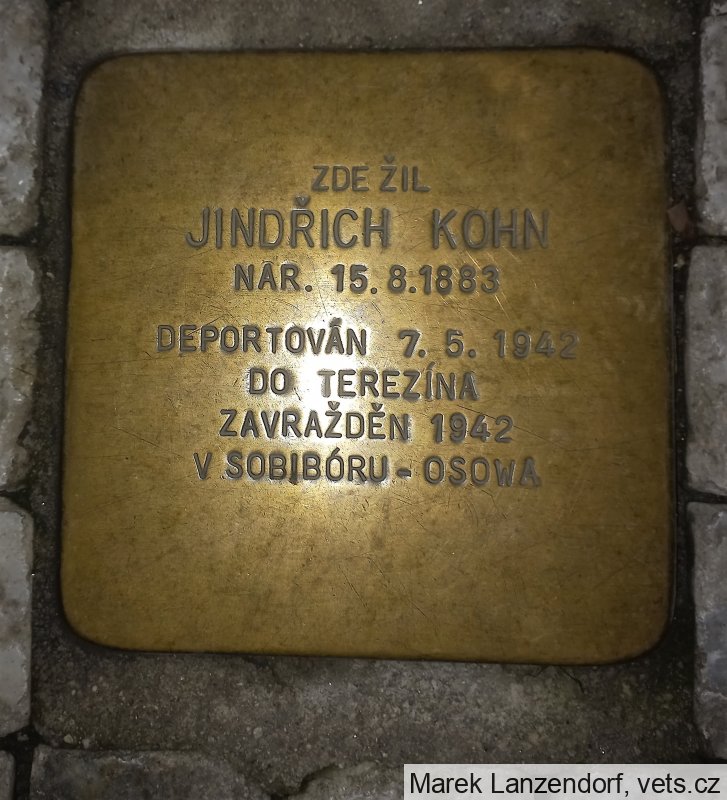 ZDE ŽIL
JINDŘICH KOHN
NAR. 15. 8. 1883
DEPORTOVÁN 7. 5. 1942
DO TEREZÍNA
ZAVRAŽDĚN 1942
V SOBIBÓRU - OSOWA
Marek Lanzendorf, vets.cz